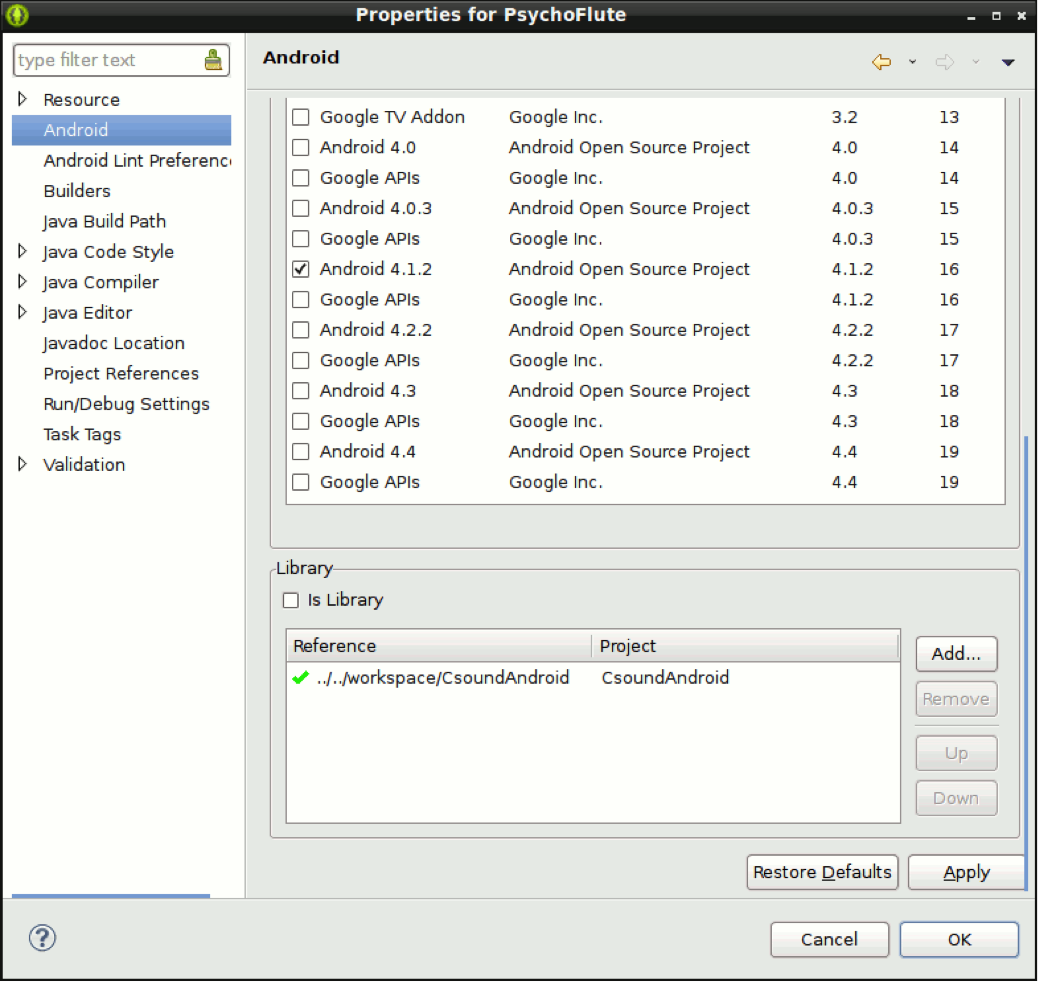 Properties for PsychoFlute
type filter text
Android
Resource
Android
Android Lint Preferenc
Builders
Java Build Path
Java Code Style
Java Compiler
Java Editor
Javadoc Location
Project References
Run/Debug Settings
Task Tags
Validation
Google TV Addon Google Inc. 3.2 13
Android 4.0 Android Open Source Project 4.0 14
Google APIs Google Inc. 4.0 14
Android 4.0.3 Android Open Source Project 4.0.3 15
Google APIs Google Inc. 4.0.3 15
Android 4.1.2 Android Open Source Project 4.1.2 16
Google APIs Google Inc. 4.1.2 16
Android 4.2.2 Android Open Source Project 4.2.2 17
Google APIs Google Inc. 4.2.2 17
Android 4.3 Android Open Source Project 4.3 18
Google APIs Google Inc. 4.3 18
Android 4.4 Android Open Source Project 4.4 19
Google APIs Google Inc. 4.4 19
Library
Is Library
Reference Project
../../workspace/CsoundAndroid CsoundAndroid
Add...
Remove
Up
Down
Restore Defaults Apply
? Cancel OK